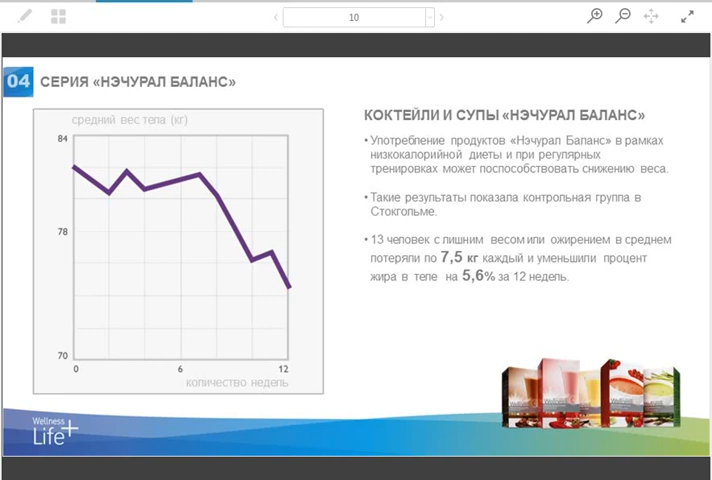 10
04 СЕРИЯ «НЭЧУРАЛ БАЛАНС»
средний вес тела (кг)
84
78
70
0 6 12
количество недель
КОКТЕЙЛИ И СУПЫ «НЭЧУРАЛ БАЛАНС»
• Употребление продуктов «Нэчурал Баланс» в рамках
низкокалорийной диеты и при регулярных
тренировках может поспособствовать снижению веса.
• Такие результаты показала контрольная группа в
Стокгольме.
• 13 человек с лишним весом или ожирением в среднем
потеряли по 7,5 кг каждый и уменьшили процент
жира в теле на 5,6% за 12 недель.
Wellness
Life+